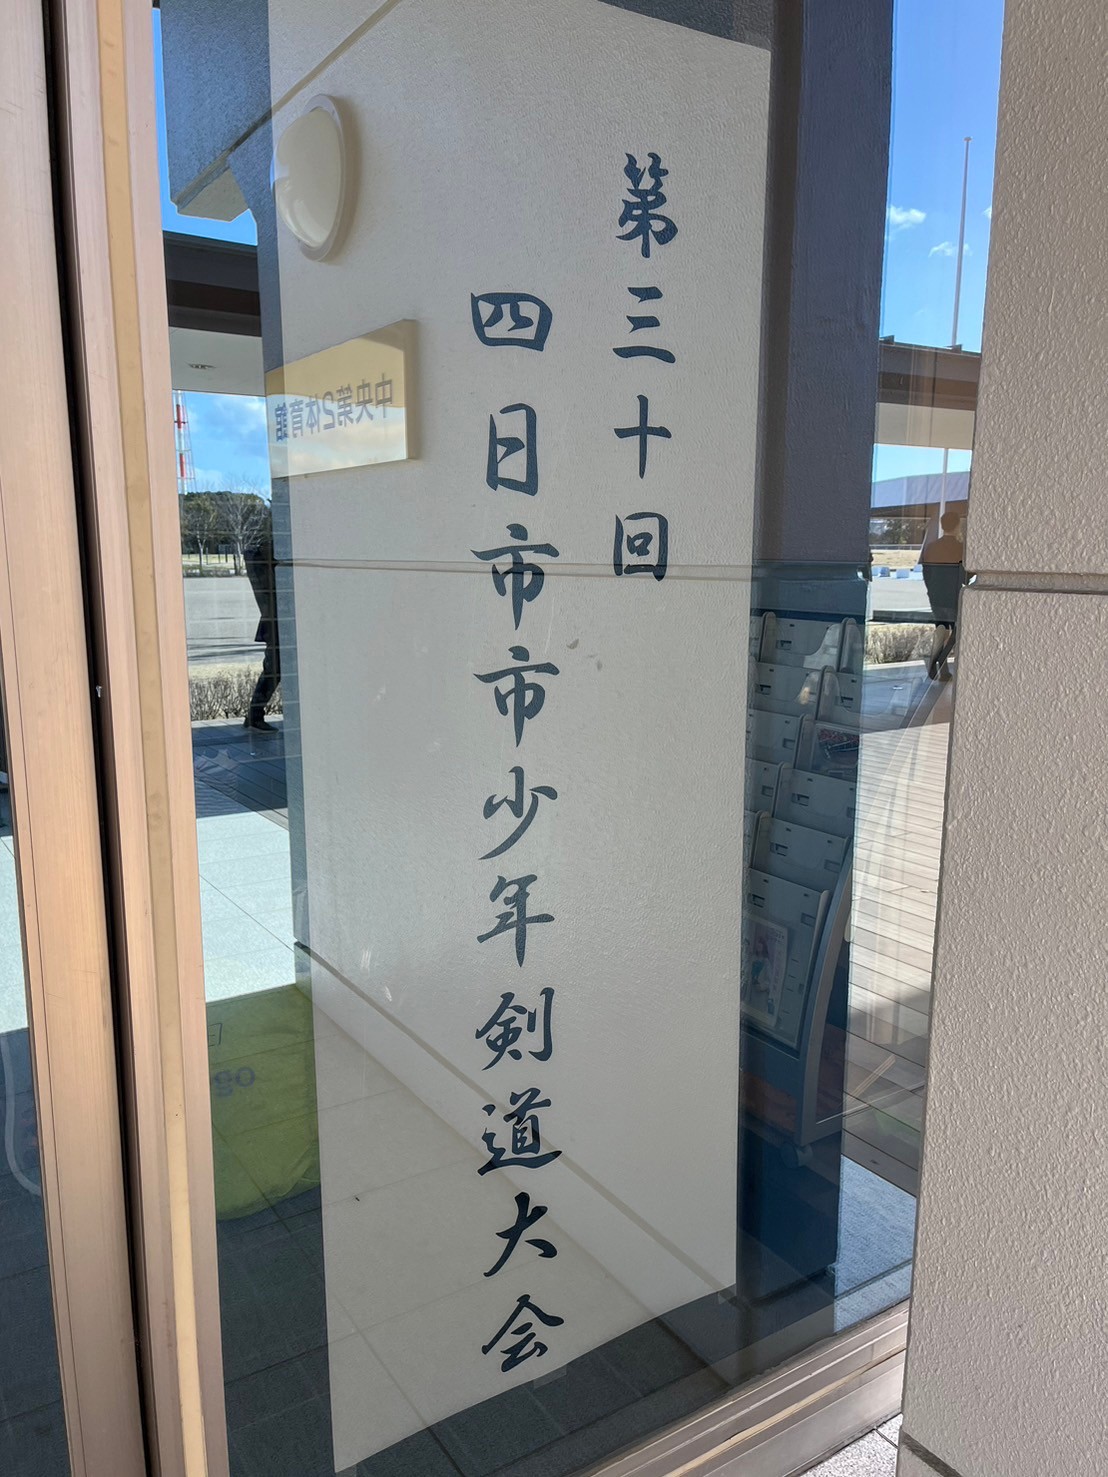 第三十回
四日市市少年剣道大会
中央第2体育館